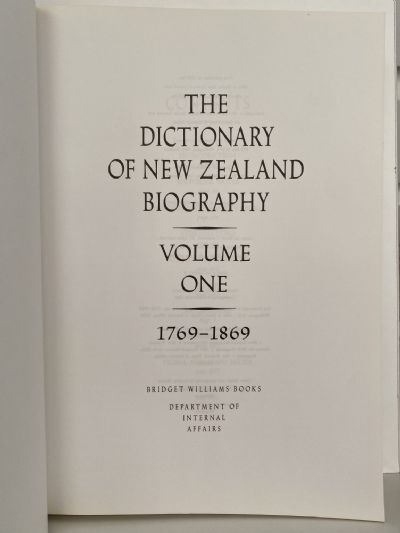 THE
DICTIONARY
OF NEW ZEALAND
BIOGRAPHY
VOLUME
ONE
1769–1869
BRIDGET WILLIAMS BOOKS
DEPARTMENT OF
INTERNAL
AFFAIRS